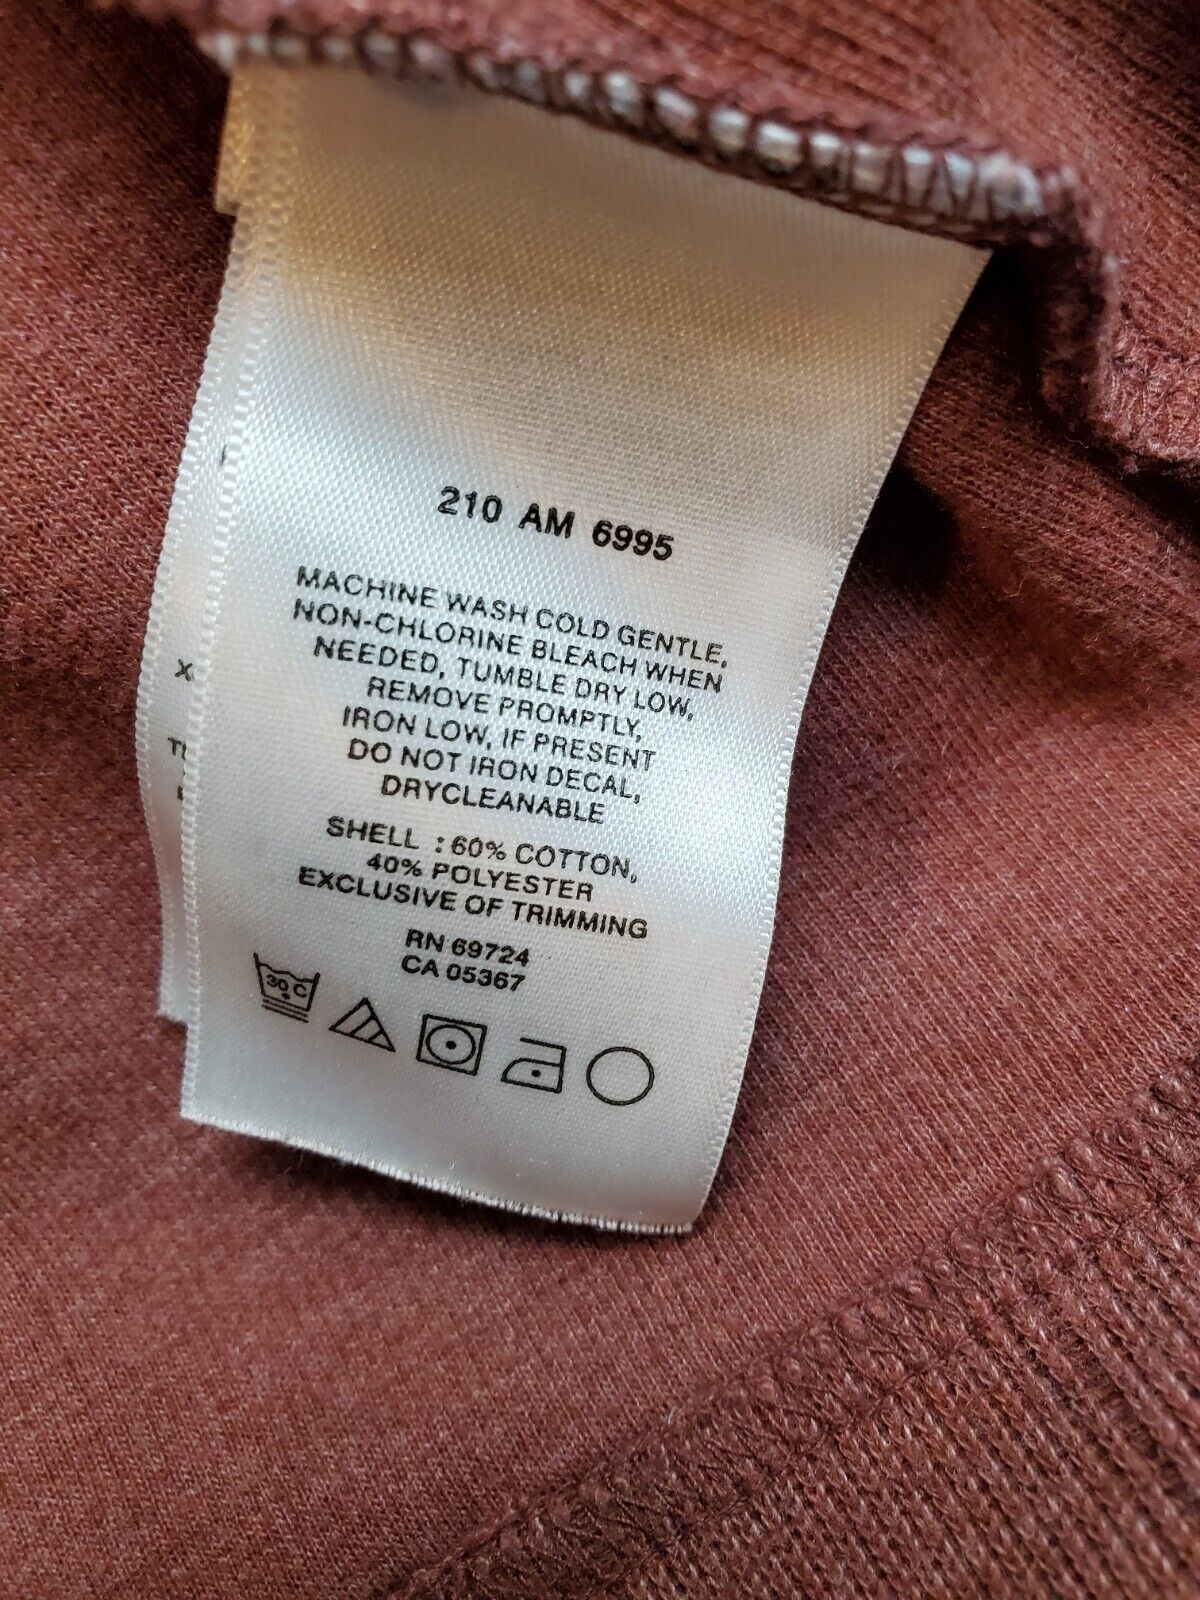 210 AM 6995
MACHINE WASH COLD GENTLE,
NON-CHLORINE BLEACH WHEN
NEEDED, TUMBLE DRY LOW,
REMOVE PROMPTLY,
IRON LOW, IF PRESENT
DO NOT IRON DECAL,
DRYCLEANABLE
SHELL : 60% COTTON,
40% POLYESTER
EXCLUSIVE OF TRIMMING
RN 69724
CA 05367
30 C